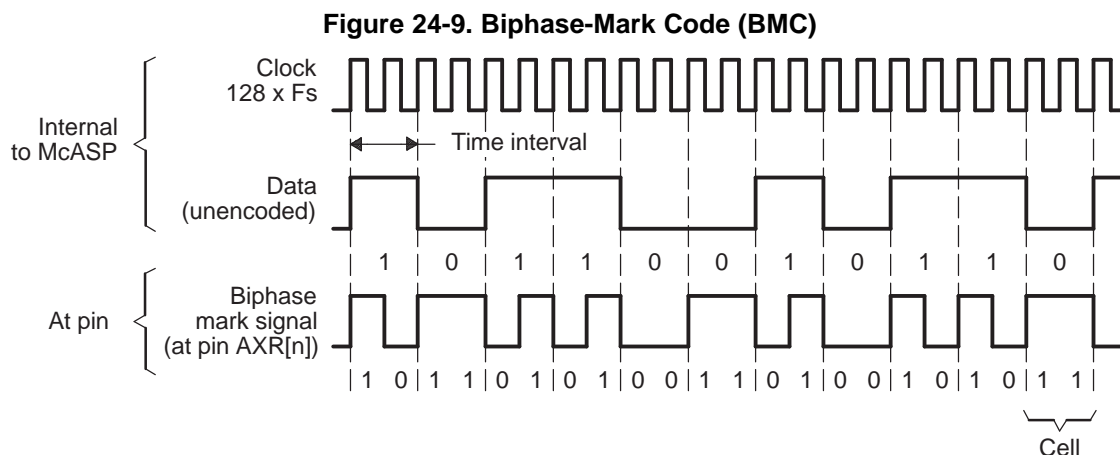 Figure 24-9. Biphase-Mark Code (BMC)
Clock
128 x Fs
Internal
to McASP
Time interval
Data
(unencoded)
1 0 1 1 0 0 1 0 1 1 0
At pin
Biphase
mark signal
(at pin AXR[n])
1 0 1 1 0 1 0 1 0 0 1 1 0 1 0 0 1 0 1 0 1 1
Cell